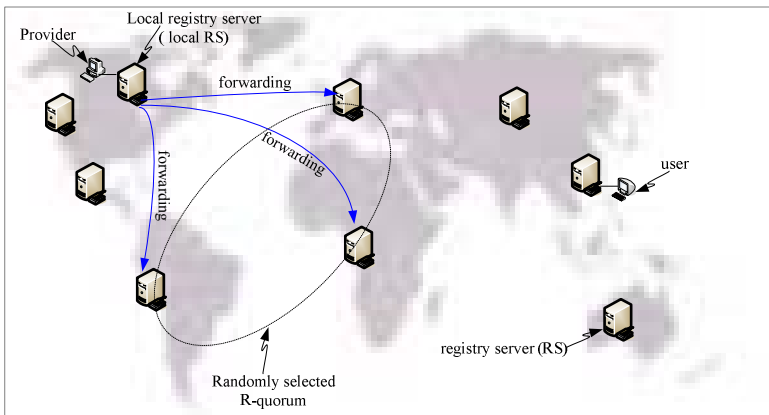 Local registry server
( local RS)
Provider
forwarding
forwarding
forwarding
user
registry server (RS)
Randomly selected
R-quorum